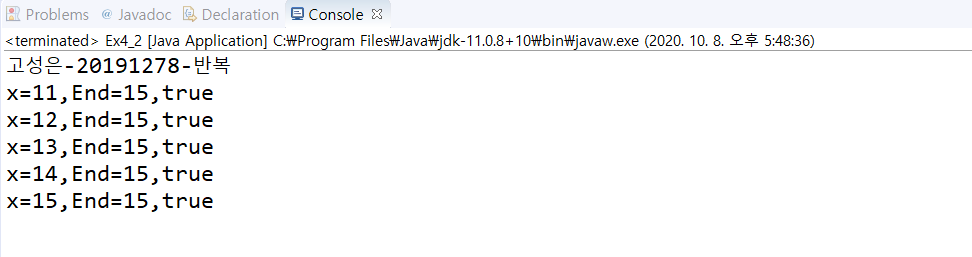 Problems @ Javadoc Declaration Console
<terminated> Ex4_2 [Java Application] C:₩Program Files₩Java₩jdk-11.0.8+10₩bin₩javaw.exe (2020. 10. 8. 오후 5:48:36)
고성은-20191278-반복
x=11,End=15,true
x=12,End=15,true
x=13,End=15,true
x=14,End=15,true
x=15,End=15,true